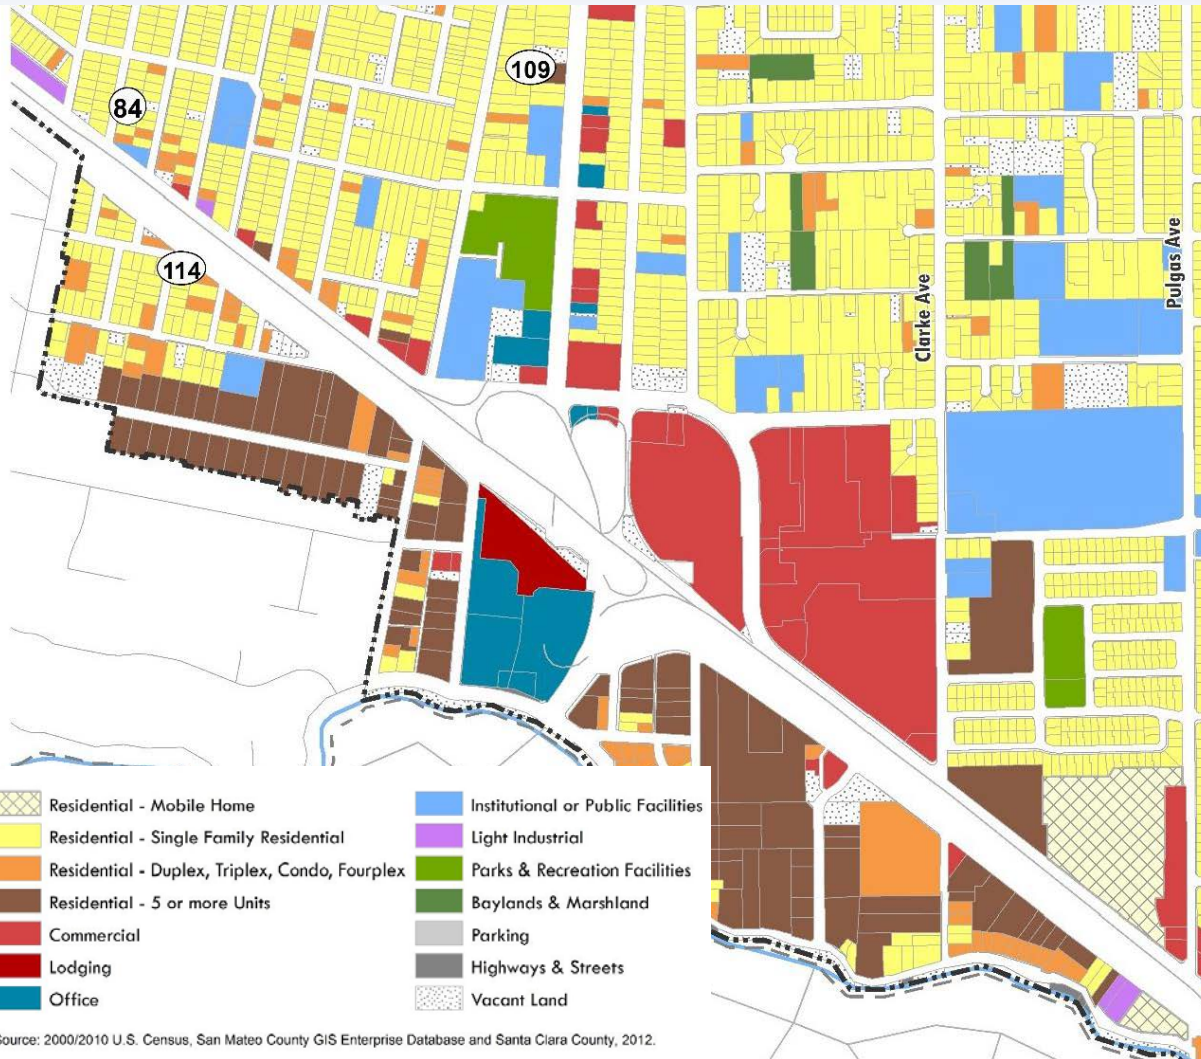 109
84
114
Clarke Ave
Pulgas Ave
Residential - Mobile Home
Residential - Single Family Residential
Residential - Duplex, Triplex, Condo, Fourplex
Residential - 5 or more Units
Commercial
Lodging
Office
Institutional or Public Facilities
Light Industrial
Parks & Recreation Facilities
Baylands & Marshland
Parking
Highways & Streets
Vacant Land
Source: 2000/2010 U.S. Census, San Mateo County GIS Enterprise Database and Santa Clara County, 2012.